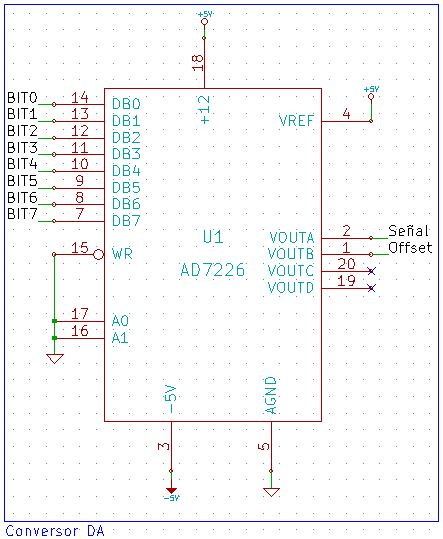 +5V
18
+12
+5V
BIT0 14 DB0
BIT1 13 DB1
VREF 4
BIT2 12 DB2
BIT3 11 DB3
BIT4 10 DB4
BIT5 9 DB5
BIT6 8 DB6
BIT7 7 DB7
U1
AD7226
VOUTA 2 Señal
VOUTB 1 Offset
VOUTC 20
VOUTD 19
15 WR
17 A0
16 A1
-5V
AGND
3
5
-5V
Conversor DA